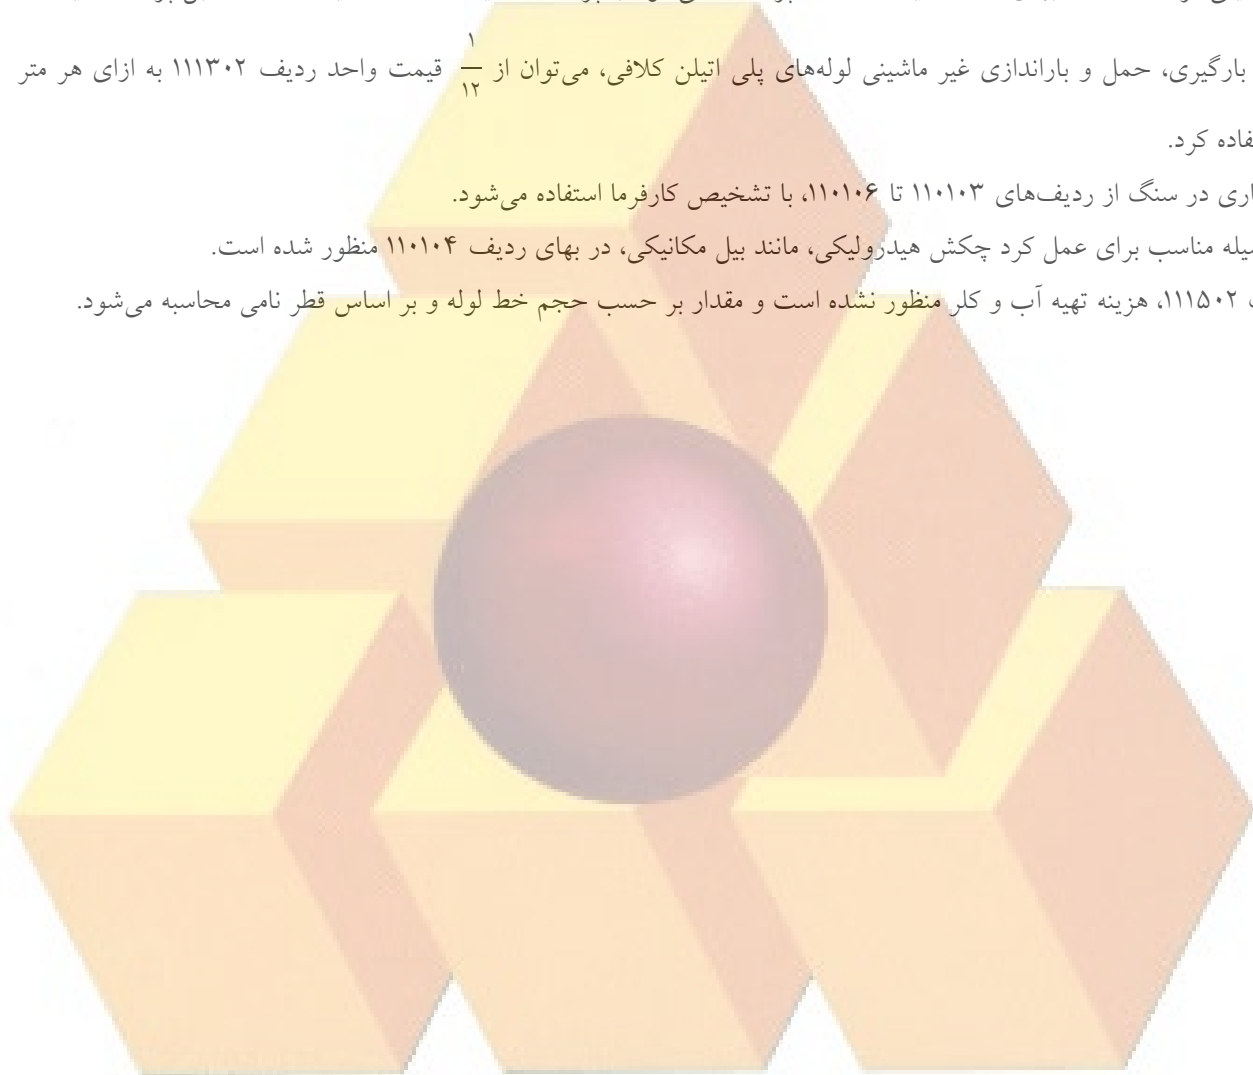 بارگیری، حمل و باراندازی غیر ماشینی لوله‌های پلی اتیلن کلافی، می‌توان از ۱/۱۲ قیمت واحد ردیف ۱۱۱۳۰۲ به ازای هر متر
کرد.
در سنگ از ردیف‌های ۱۱۰۱۰۳ تا ۱۱۰۱۰۶، با تشخیص کارفرما استفاده می‌شود.
مناسب برای عمل کرد چکش هیدرولیکی، مانند بیل مکانیکی، در بهای ردیف ۱۱۰۱۰۴ منظور شده است.
۱۱۱۵۰۲، هزینه تهیه آب و کلر منظور نشده است و مقدار بر حسب حجم خط لوله و بر اساس قطر نامی محاسبه می‌شود.